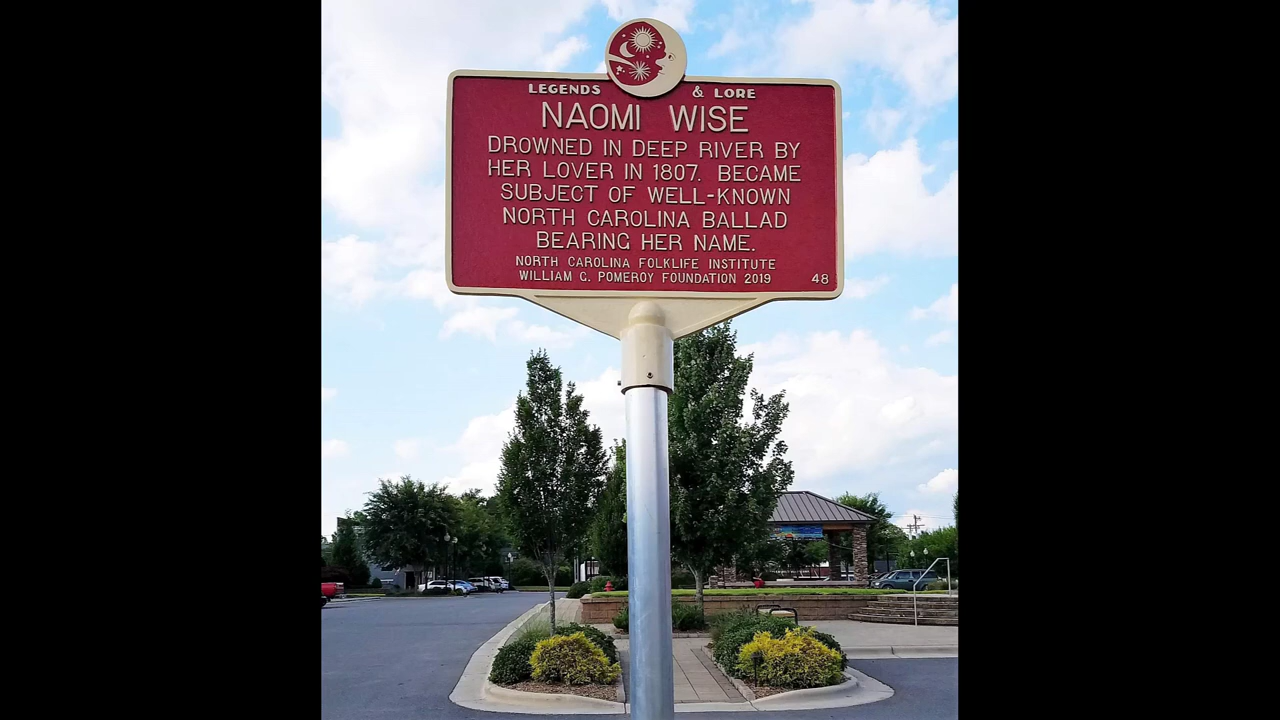 LEGENDS & LORE
NAOMI WISE
DROWNED IN DEEP RIVER BY
HER LOVER IN 1807. BECAME
SUBJECT OF WELL-KNOWN
NORTH CAROLINA BALLAD
BEARING HER NAME.
NORTH CAROLINA FOLKLIFE INSTITUTE
WILLIAM G. POMEROY FOUNDATION 2019 48